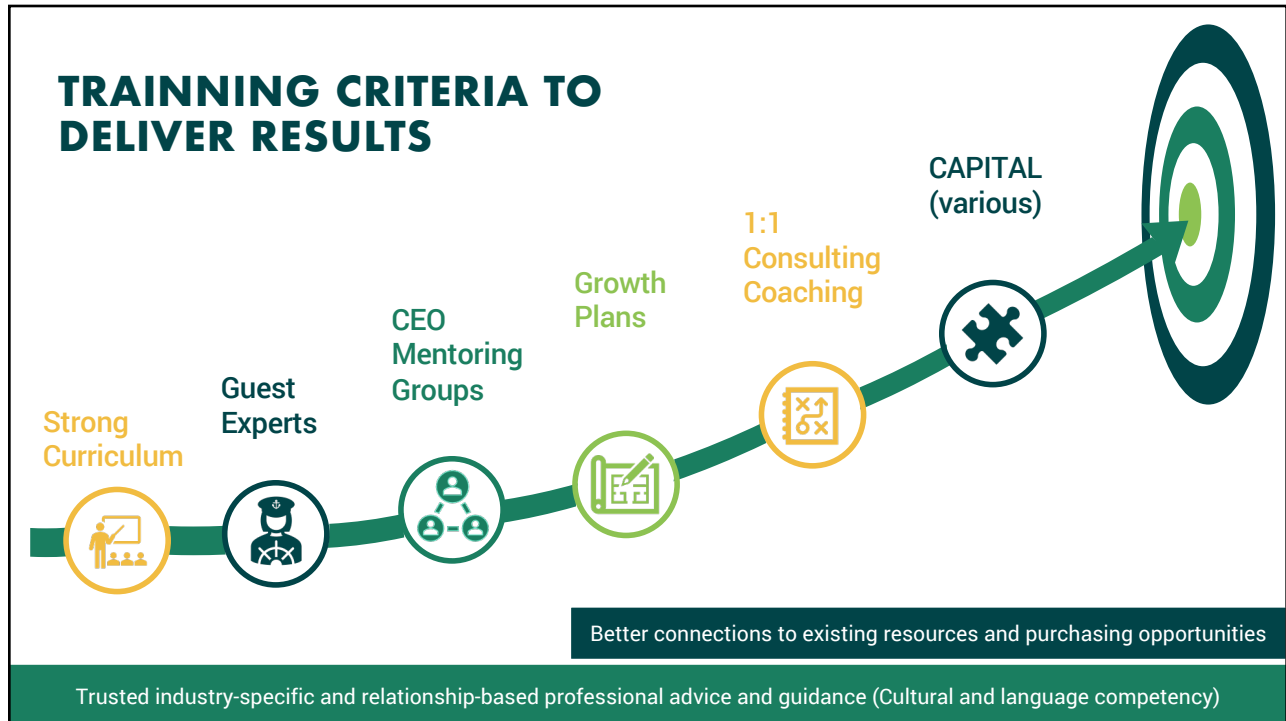 TRAINNING CRITERIA TO
DELIVER RESULTS
Strong
Curriculum
Guest
Experts
CEO
Mentoring
Groups
Growth
Plans
1:1
Consulting
Coaching
CAPITAL
(various)
Better connections to existing resources and purchasing opportunities
Trusted industry-specific and relationship-based professional advice and guidance (Cultural and language competency)